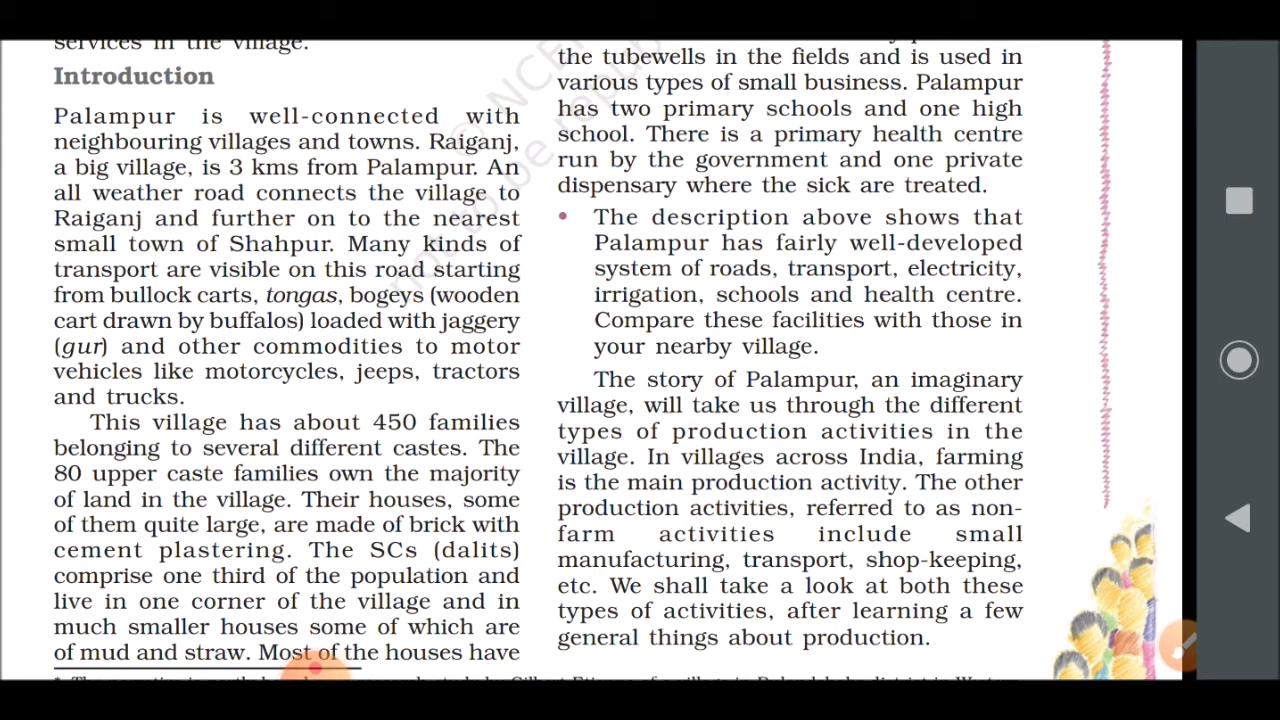 services in the village.
Introduction
Palampur is well-connected with
neighbouring villages and towns. Raiganj,
a big village, is 3 kms from Palampur. An
all weather road connects the village to
Raiganj and further on to the nearest
small town of Shahpur. Many kinds of
transport are visible on this road starting
from bullock carts, tongas, bogeys (wooden
cart drawn by buffalos) loaded with jaggery
(gur) and other commodities to motor
vehicles like motorcycles, jeeps, tractors
and trucks.
This village has about 450 families
belonging to several different castes. The
80 upper caste families own the majority
of land in the village. Their houses, some
of them quite large, are made of brick with
cement plastering. The SCs (dalits)
comprise one third of the population and
live in one corner of the village and in
much smaller houses some of which are
of mud and straw. Most of the houses have
the tubewells in the fields and is used in
various types of small business. Palampur
has two primary schools and one high
school. There is a primary health centre
run by the government and one private
dispensary where the sick are treated.
• The description above shows that
Palampur has fairly well-developed
system of roads, transport, electricity,
irrigation, schools and health centre.
Compare these facilities with those in
your nearby village.
The story of Palampur, an imaginary
village, will take us through the different
types of production activities in the
village. In villages across India, farming
is the main production activity. The other
production activities, referred to as non-
farm activities include small
manufacturing, transport, shop-keeping,
etc. We shall take a look at both these
types of activities, after learning a few
general things about production.
© NCE
not to be repu